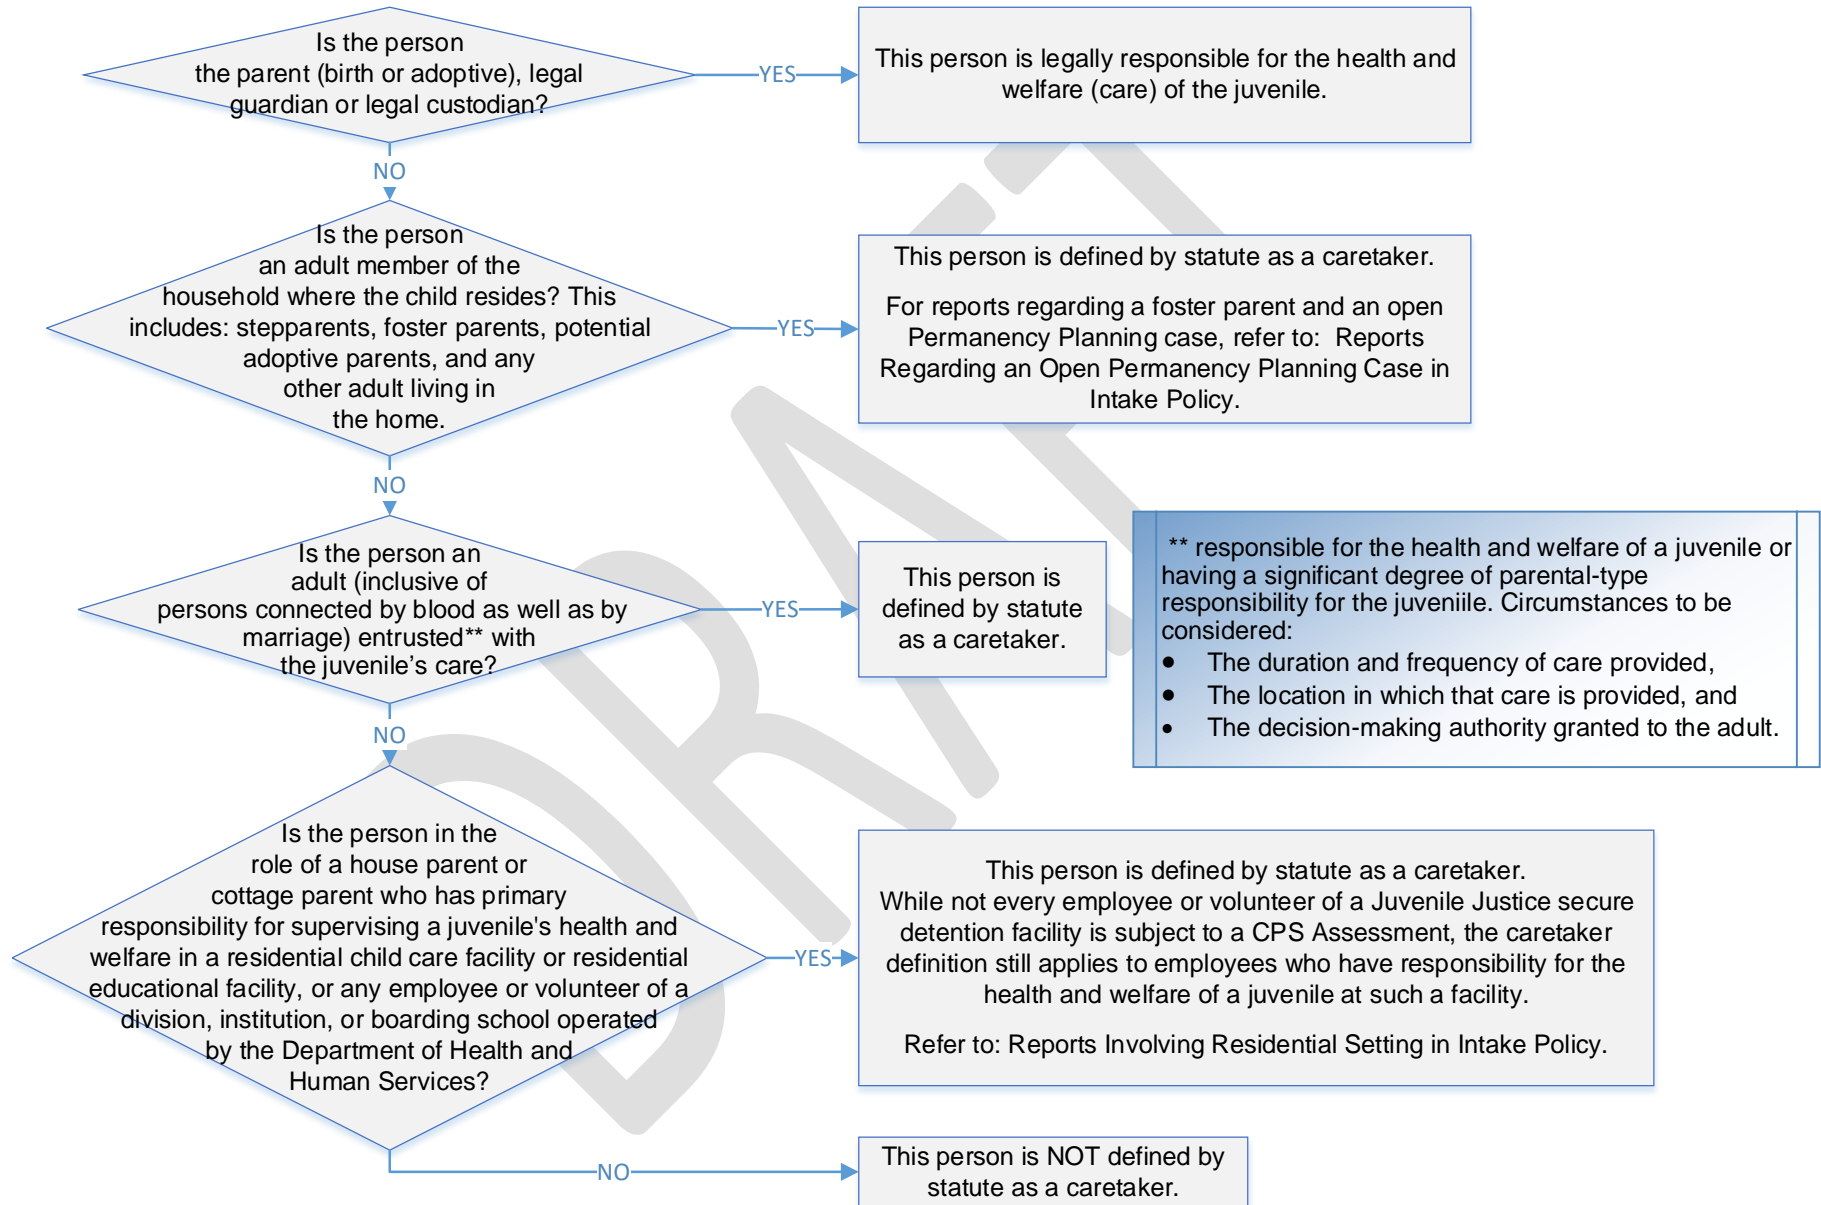 Is the person
the parent (birth or adoptive), legal
guardian or legal custodian?
YES
This person is legally responsible for the health and
welfare (care) of the juvenile.
NO
Is the person
an adult member of the
household where the child resides? This
includes: stepparents, foster parents, potential
adoptive parents, and any
other adult living in
the home.
YES
This person is defined by statute as a caretaker.
For reports regarding a foster parent and an open
Permanency Planning case, refer to: Reports
Regarding an Open Permanency Planning Case in
Intake Policy.
NO
Is the person an
adult (inclusive of
persons connected by blood as well as by
marriage) entrusted** with
the juvenile’s care?
YES
This person is
defined by statute
as a caretaker.
** responsible for the health and welfare of a juvenile or
having a significant degree of parental-type
responsibility for the juveniile. Circumstances to be
considered:
• The duration and frequency of care provided,
• The location in which that care is provided, and
• The decision-making authority granted to the adult.
NO
Is the person in the
role of a house parent or
cottage parent who has primary
responsibility for supervising a juvenile's health and
welfare in a residential child care facility or residential
educational facility, or any employee or volunteer of a
division, institution, or boarding school operated
by the Department of Health and
Human Services?
YES
This person is defined by statute as a caretaker.
While not every employee or volunteer of a Juvenile Justice secure
detention facility is subject to a CPS Assessment, the caretaker
definition still applies to employees who have responsibility for the
health and welfare of a juvenile at such a facility.
Refer to: Reports Involving Residential Setting in Intake Policy.
NO
This person is NOT defined by
statute as a caretaker.
DRAFT